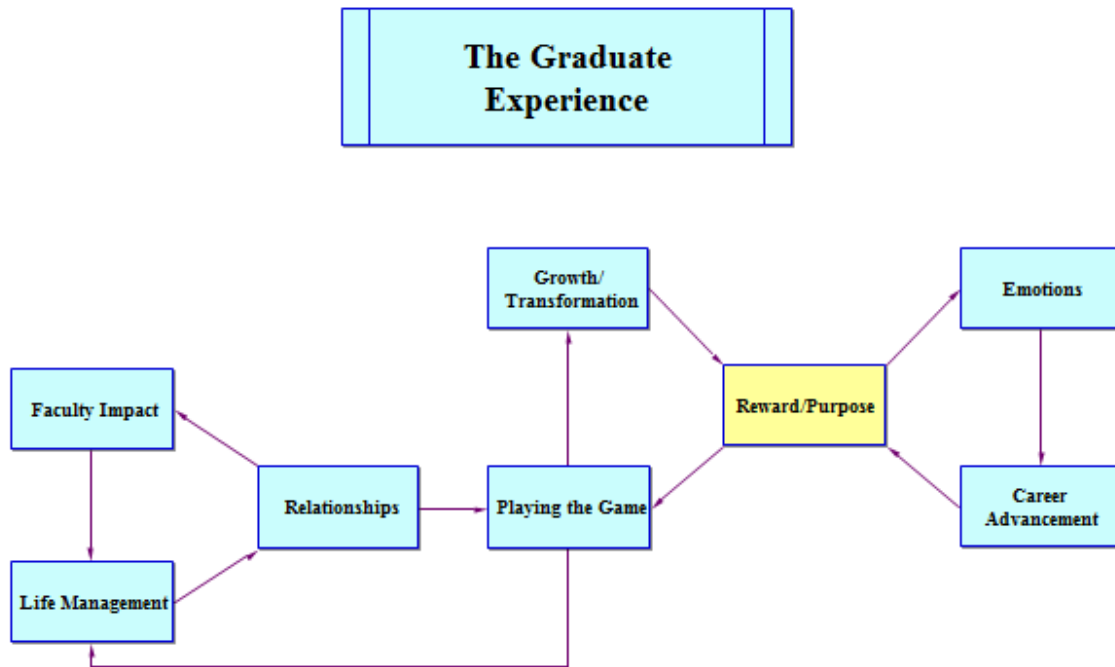 The Graduate
Experience
Growth/
Transformation
Emotions
Faculty Impact
Reward/Purpose
Relationships
Playing the Game
Career
Advancement
Life Management